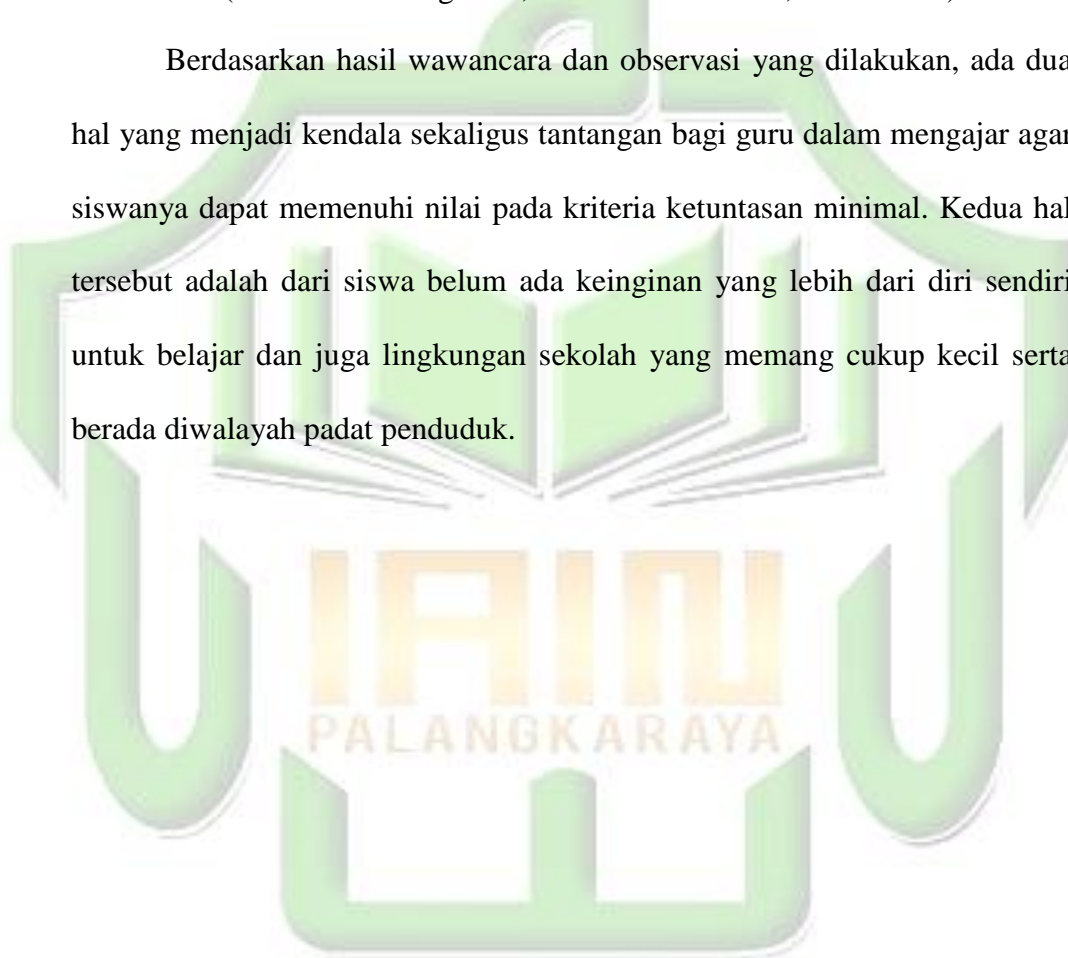 Berdasarkan hasil wawancara dan observasi yang dilakukan, ada dua
hal yang menjadi kendala sekaligus tantangan bagi guru dalam mengajar agar
siswanya dapat memenuhi nilai pada kriteria ketuntasan minimal. Kedua hal
tersebut adalah dari siswa belum ada keinginan yang lebih dari diri sendiri
untuk belajar dan juga lingkungan sekolah yang memang cukup kecil serta
berada diwalayah padat penduduk.
IAIN
PALANGKARAYA